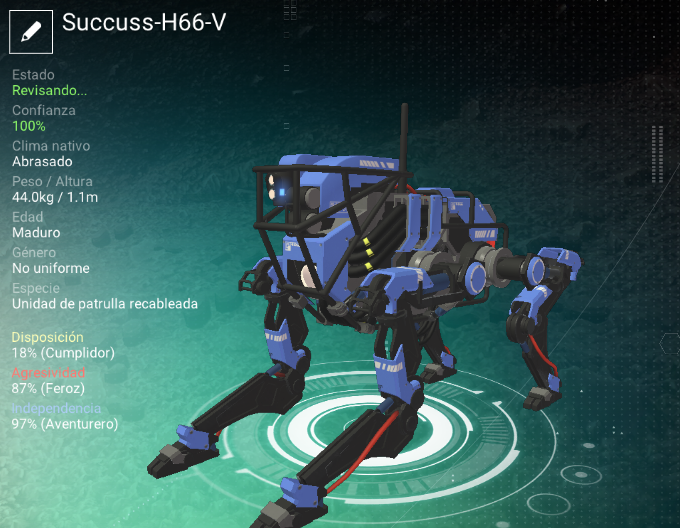 Succuss-H66-V
Estado
Revisando...
Confianza
100%
Clima nativo
Abrasado
Peso / Altura
44.0kg / 1.1m
Edad
Maduro
Género
No uniforme
Especie
Unidad de patrulla recableada
Disposición
18% (Cumplidor)
Agresividad
87% (Feroz)
Independencia
97% (Aventurero)